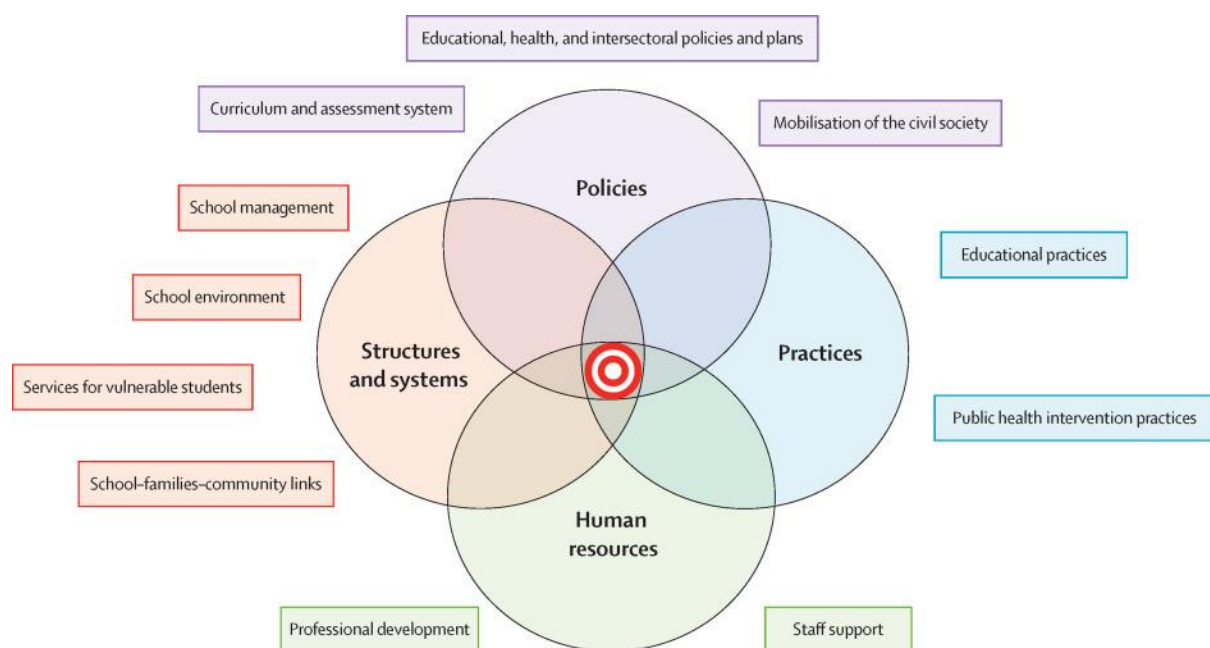 Educational, health, and intersectoral policies and plans
Curriculum and assessment system
Mobilisation of the civil society
Policies
School management
Educational practices
School environment
Structures
and systems
Practices
Services for vulnerable students
Public health intervention practices
School–families–community links
Human
resources
Professional development
Staff support